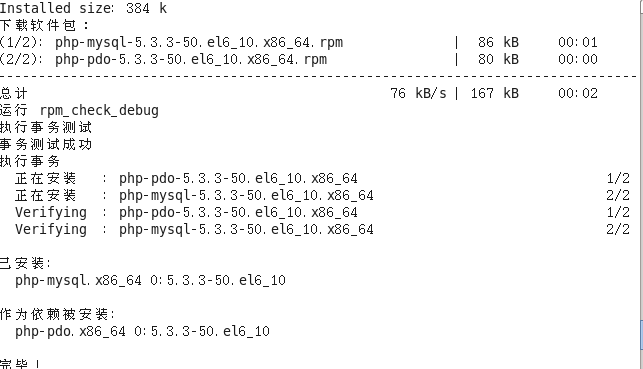 Installed size: 384 k
下载软件包：
(1/2): php-mysql-5.3.3-50.el6_10.x86_64.rpm | 86 kB 00:01
(2/2): php-pdo-5.3.3-50.el6_10.x86_64.rpm | 80 kB 00:00
--------------------------------------------------------------------------------
总计 76 kB/s | 167 kB 00:02
运行 rpm_check_debug
执行事务测试
事务测试成功
执行事务
正在安装 : php-pdo-5.3.3-50.el6_10.x86_64 1/2
正在安装 : php-mysql-5.3.3-50.el6_10.x86_64 2/2
Verifying : php-pdo-5.3.3-50.el6_10.x86_64 1/2
Verifying : php-mysql-5.3.3-50.el6_10.x86_64 2/2
已安装:
php-mysql.x86_64 0:5.3.3-50.el6_10
作为依赖被安装:
php-pdo.x86_64 0:5.3.3-50.el6_10
完毕！